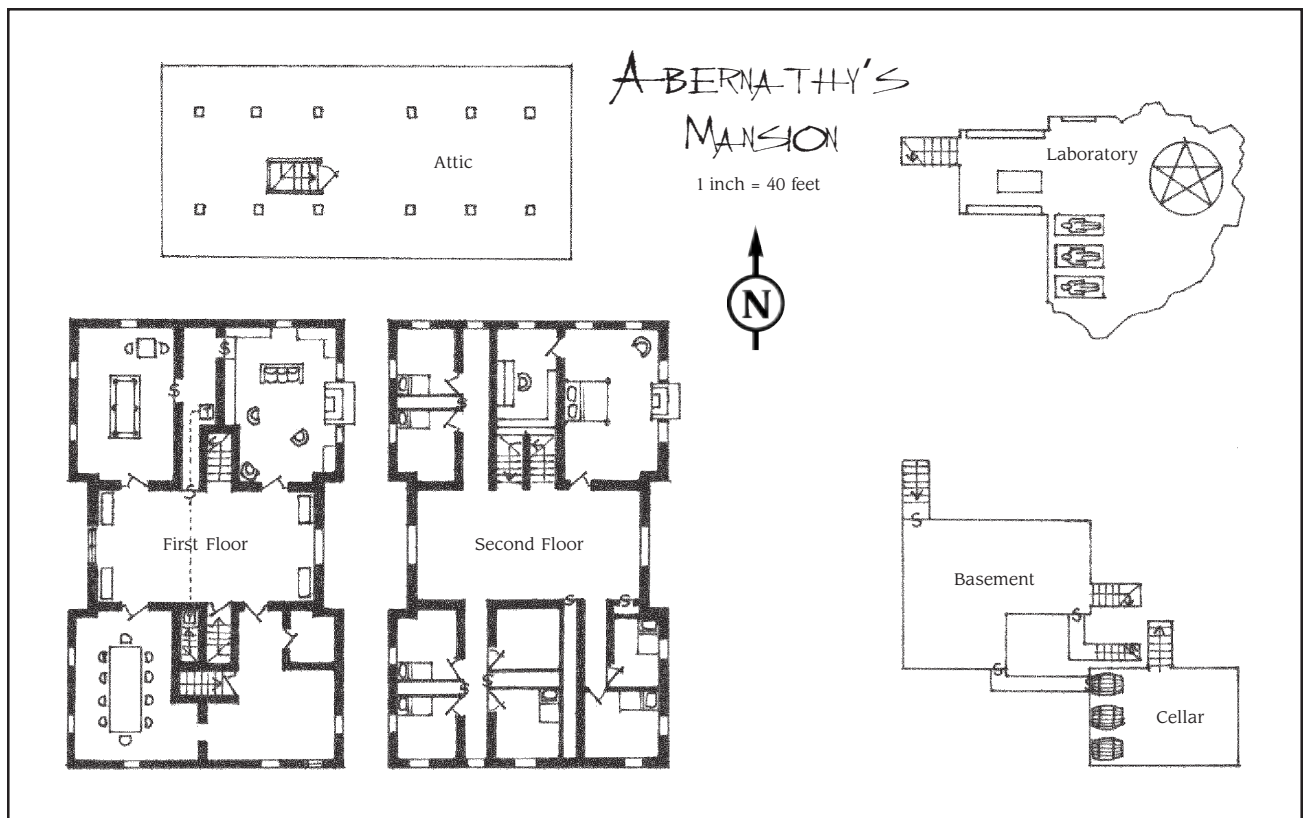 ABERNATHY'S
MANSION
1 inch = 40 feet
N
Attic
Laboratory
First Floor
Second Floor
Basement
Cellar
S
S
S
S
S
S
S
S
S
S
S
S